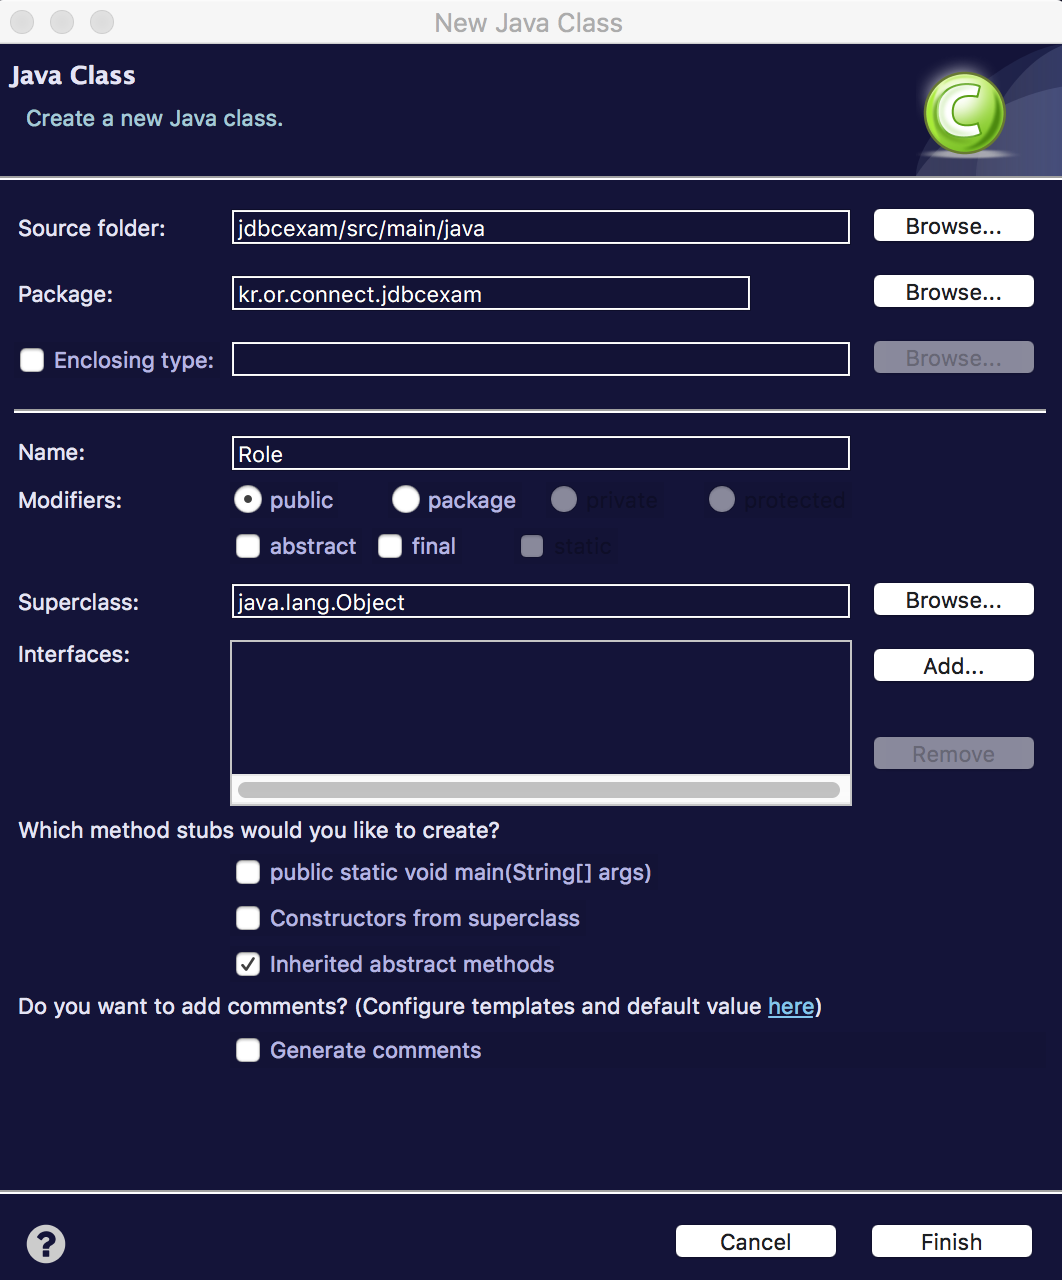 New Java Class
Java Class
Create a new Java class.
C
Source folder: jdbcexam/src/main/java Browse...
Package: kr.or.connect.jdbcexam Browse...
Enclosing type: Browse...
Name: Role
Modifiers: public package private protected
abstract final static
Superclass: java.lang.Object Browse...
Interfaces: Add...
Remove
Which method stubs would you like to create?
public static void main(String[] args)
Constructors from superclass
Inherited abstract methods
Do you want to add comments? (Configure templates and default value here)
Generate comments
? Cancel Finish